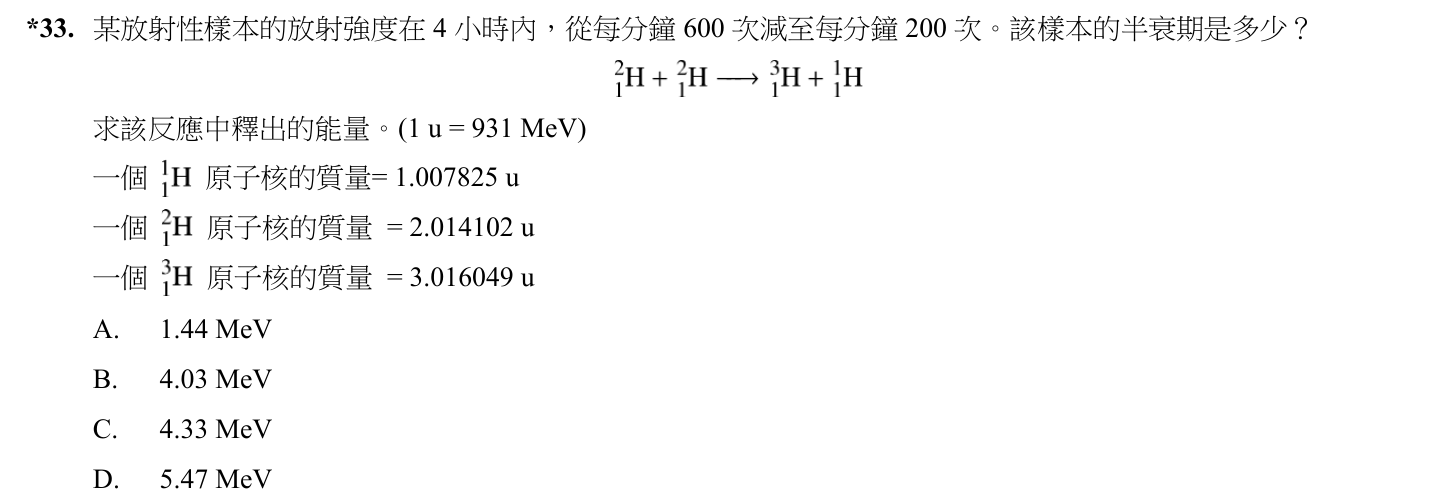 *33. 某放射性樣本的放射強度在 4 小時內，從每分鐘 600 次減至每分鐘 200 次。該樣本的半衰期是多少？
²₁H + ²₁H ⟶ ³₁H + ¹₁H
求該反應中釋出的能量。(1 u = 931 MeV)
一個 ¹₁H 原子核的質量= 1.007825 u
一個 ²₁H 原子核的質量 = 2.014102 u
一個 ³₁H 原子核的質量 = 3.016049 u
A. 1.44 MeV
B. 4.03 MeV
C. 4.33 MeV
D. 5.47 MeV